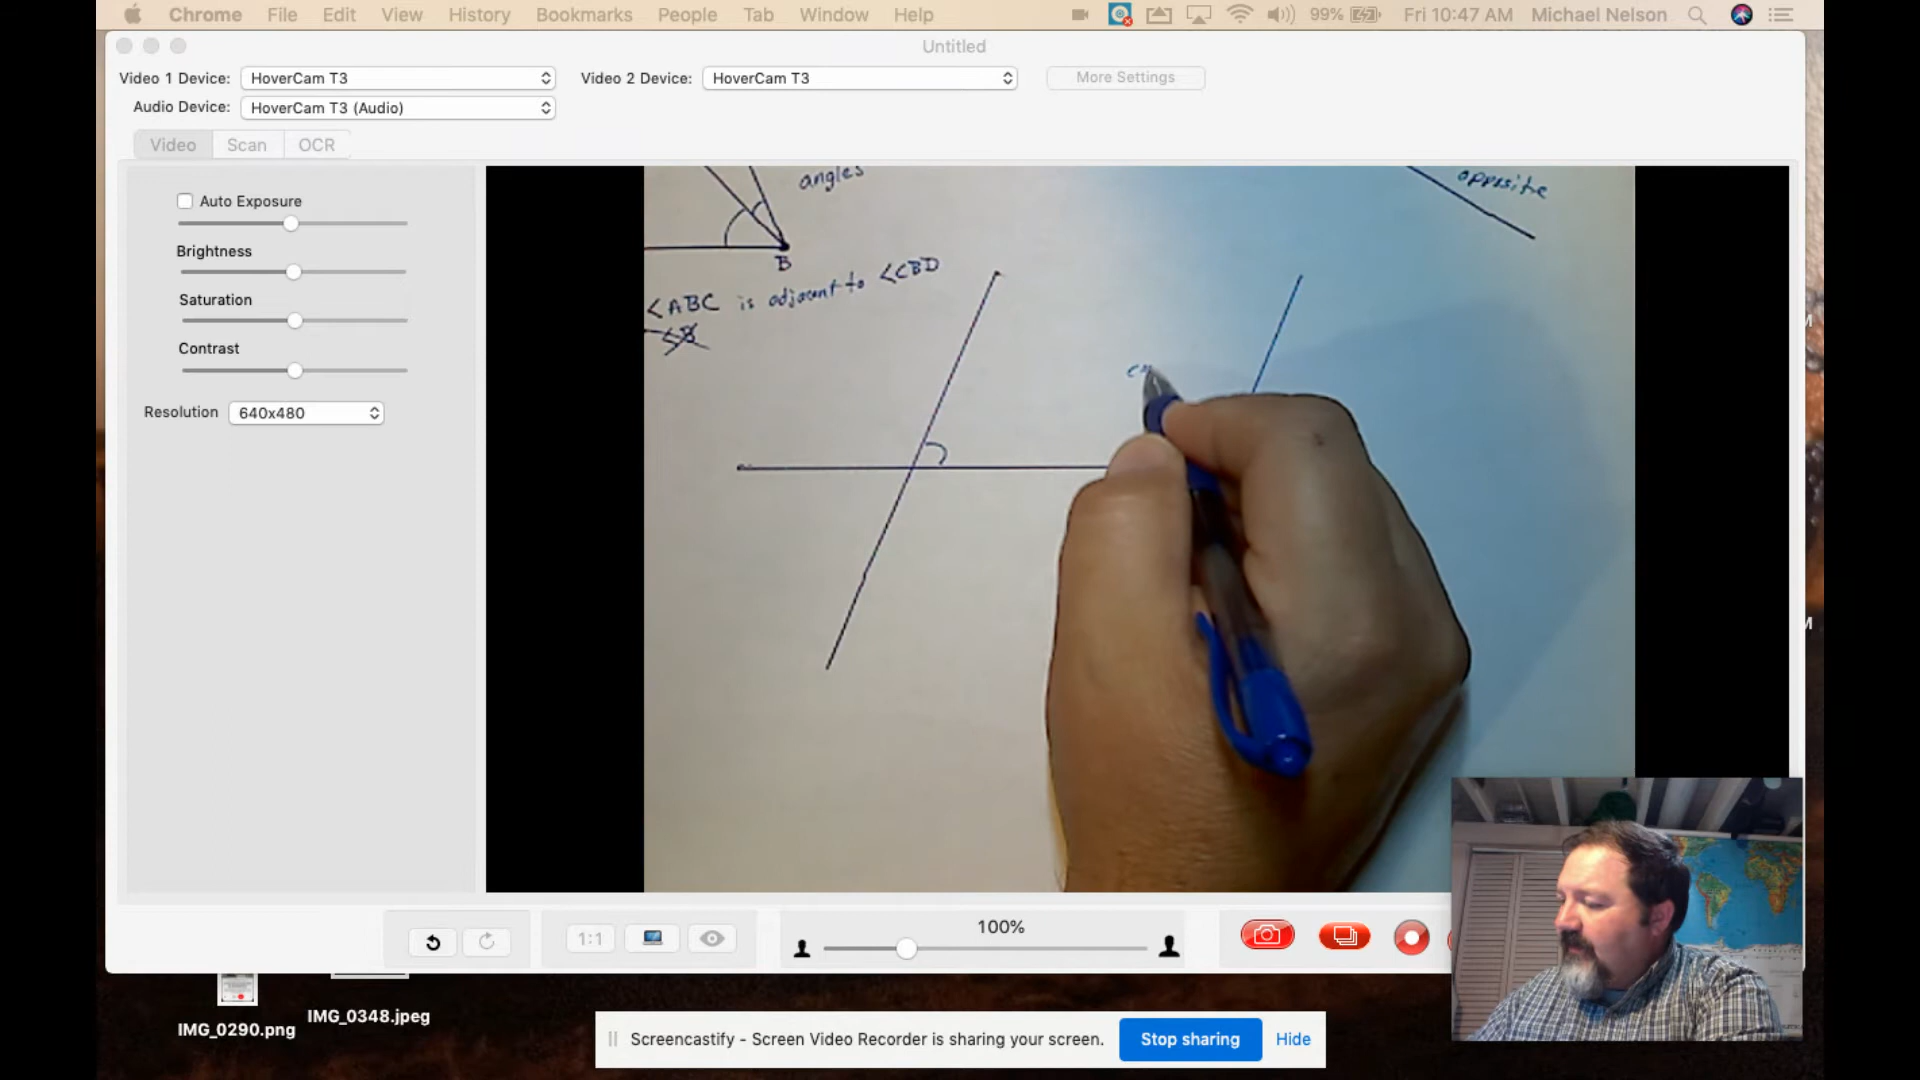 Chrome File Edit View History Bookmarks People Tab Window Help 99% Fri 10:47 AM Michael Nelson
Untitled
Video 1 Device: HoverCam T3 Video 2 Device: HoverCam T3 More Settings
Audio Device: HoverCam T3 (Audio)
Video Scan OCR
Auto Exposure
Brightness
Saturation
Contrast
Resolution 640x480
angles
opposite
B
<ABC is adjacent to <CBD
100%
1:1
IMG_0290.png
IMG_0348.jpeg
Screencastify - Screen Video Recorder is sharing your screen. Stop sharing Hide